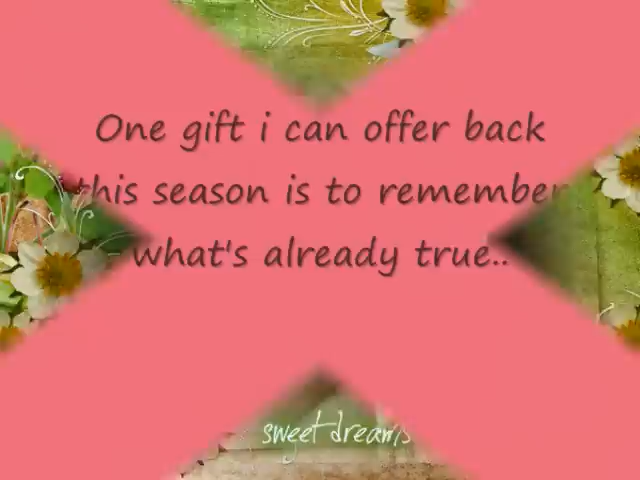 One gift i can offer back
this season is to remember
what's already true..
sweet dreams